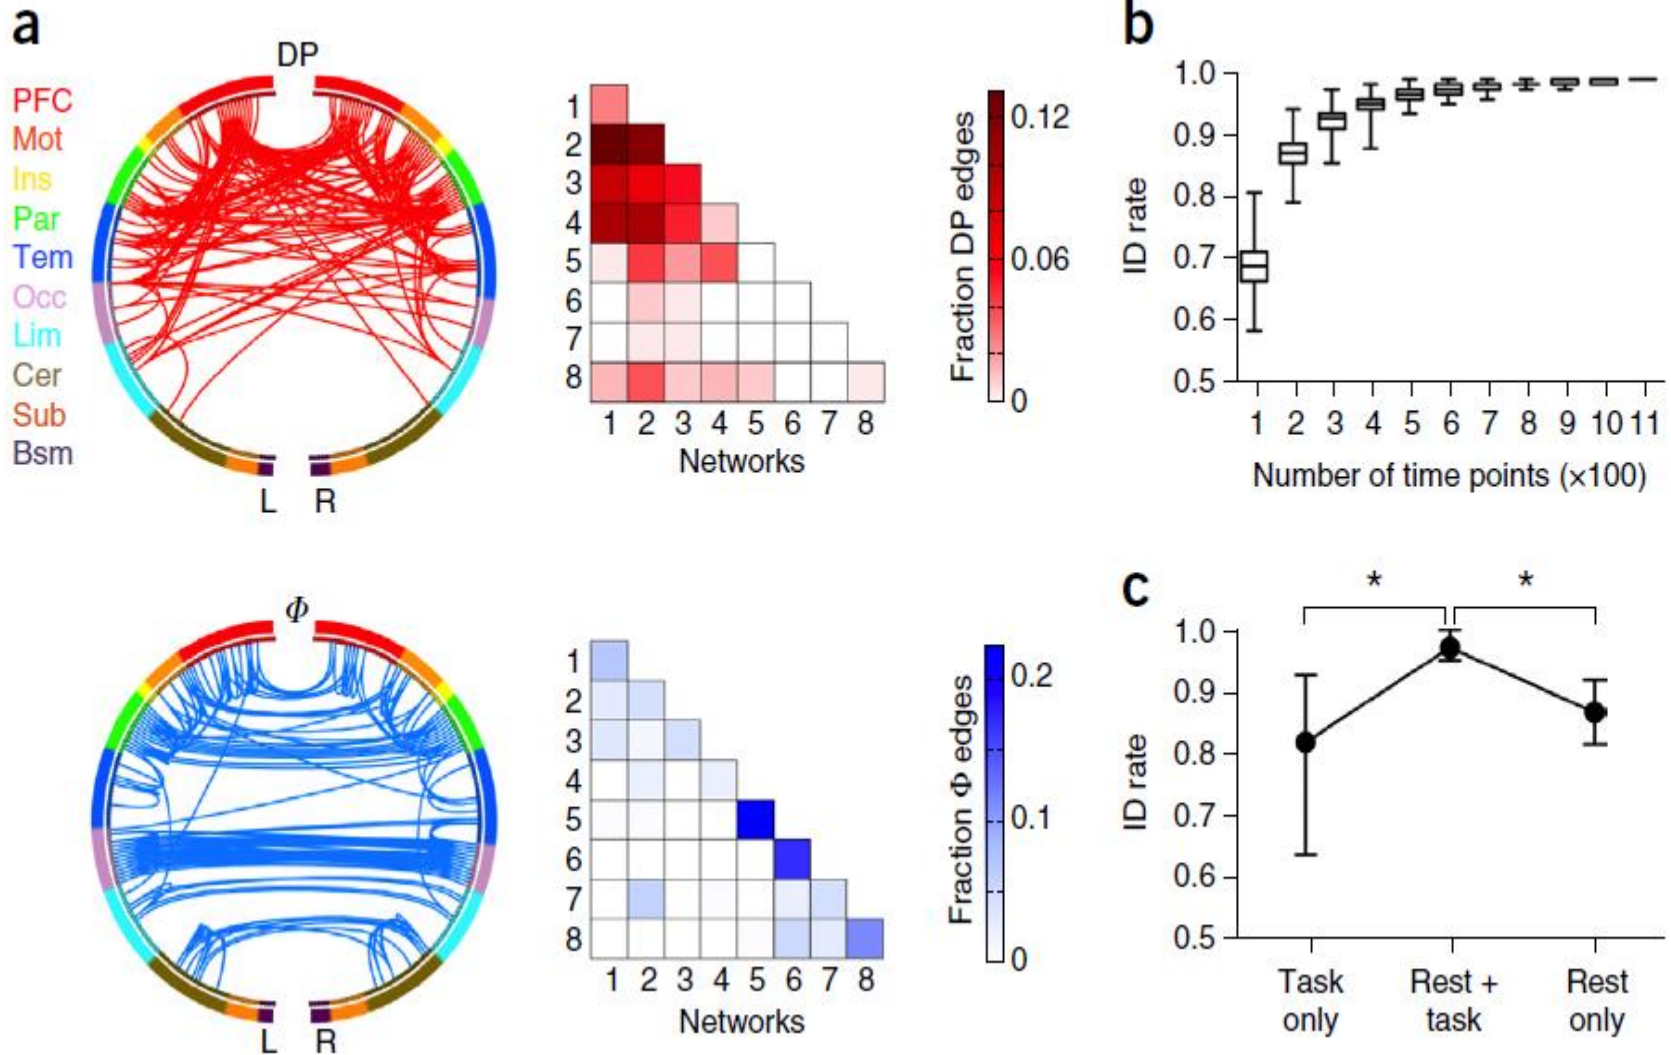 a
DP
PFC
Mot
Ins
Par
Tem
Occ
Lim
Cer
Sub
Bsm
L R
1
2
3
4
5
6
7
8
1 2 3 4 5 6 7 8
Networks
Fraction DP edges
0.12
0.06
0
b
ID rate
1.0
0.9
0.8
0.7
0.6
0.5
1 2 3 4 5 6 7 8 9 10 11
Number of time points (×100)
Φ
L R
1
2
3
4
5
6
7
8
1 2 3 4 5 6 7 8
Networks
Fraction Φ edges
0.2
0.1
0
c
* *
ID rate
1.0
0.9
0.8
0.7
0.6
0.5
Task only
Rest + task
Rest only